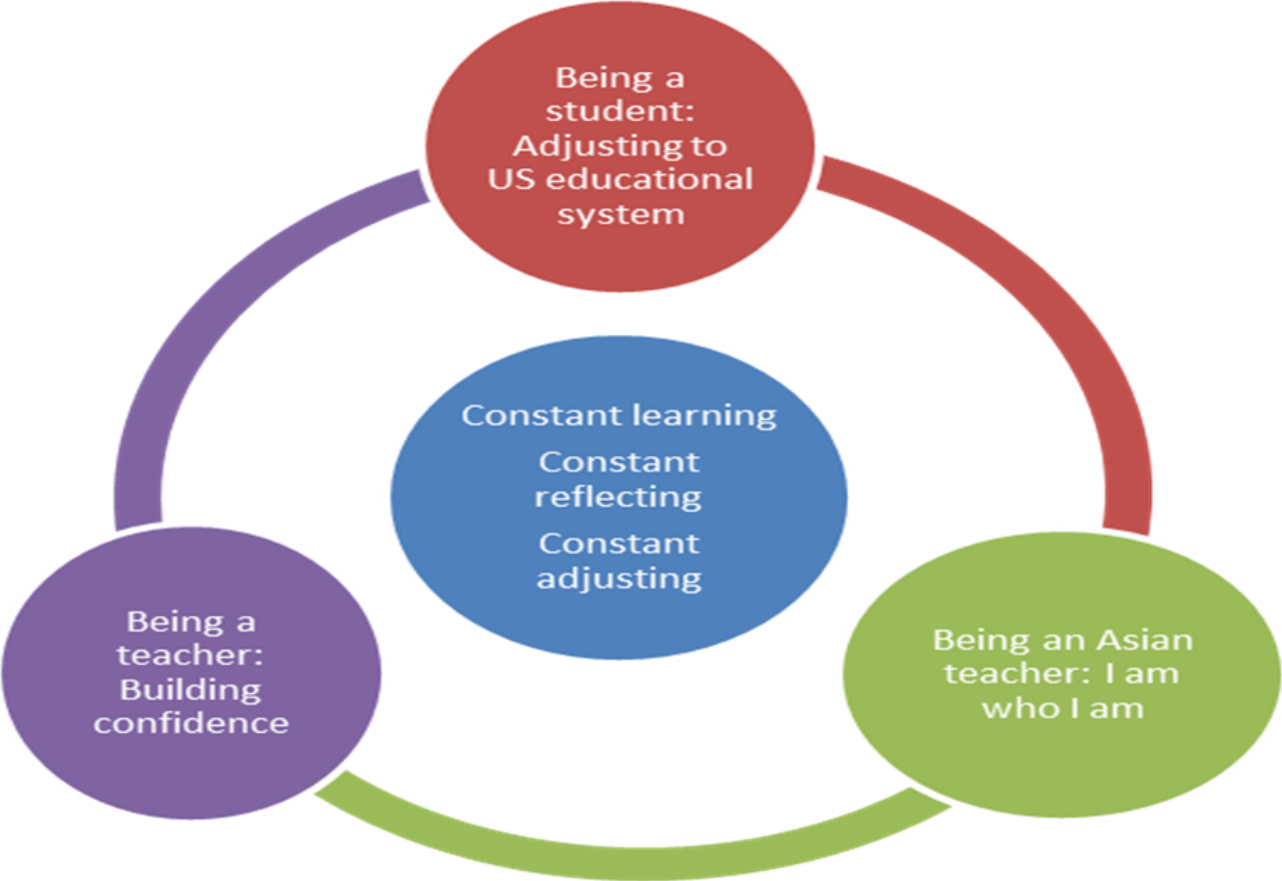 Being a
student:
Adjusting to
US educational
system
Constant learning
Constant
reflecting
Constant
adjusting
Being a
teacher:
Building
confidence
Being an Asian
teacher: I am
who I am